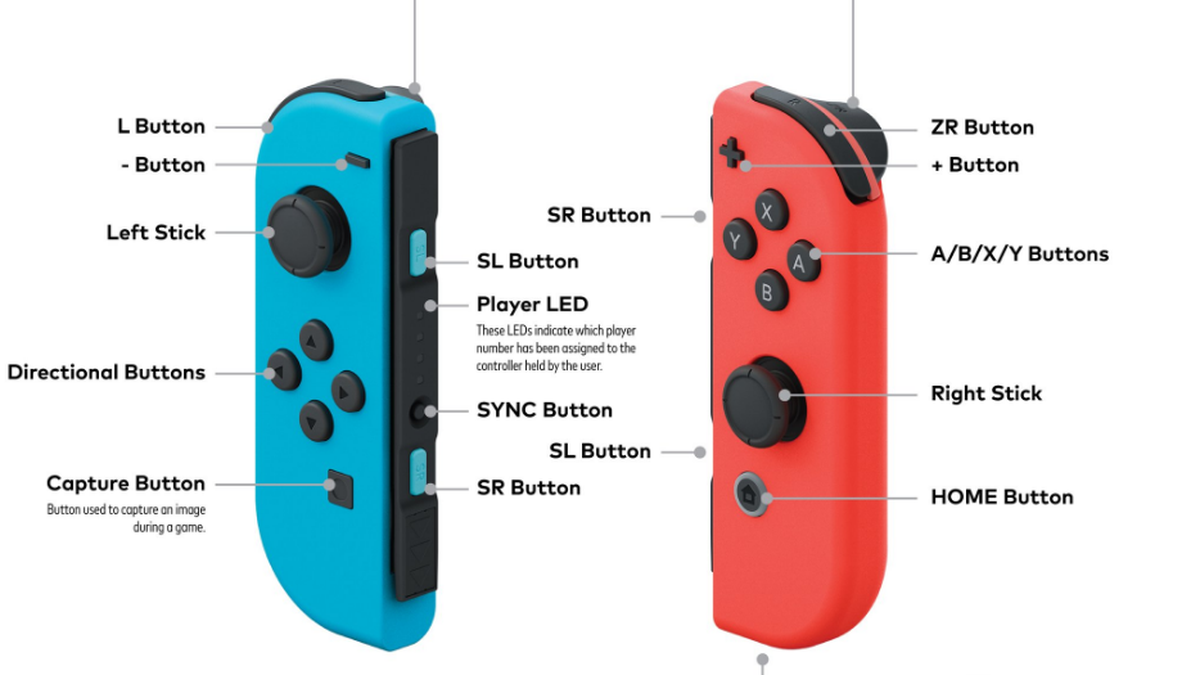 L Button
- Button
Left Stick
Directional Buttons
Capture Button
Button used to capture an image
during a game.
SL Button
Player LED
These LEDs indicate which player
number has been assigned to the
controller held by the user.
SYNC Button
SR Button
SL
SR
SR Button
SL Button
ZR Button
+ Button
A/B/X/Y Buttons
Right Stick
HOME Button
R
X
Y
A
B